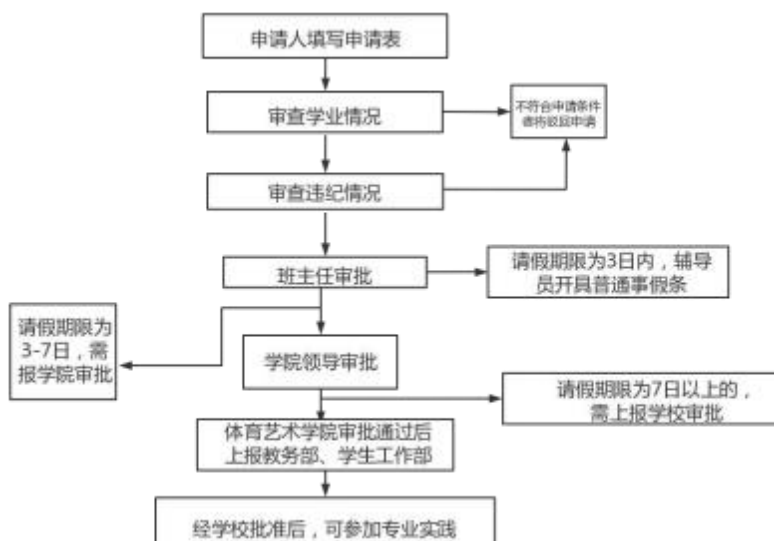 申请人填写申请表
审查学业情况
不符合申请条件
者将驳回申请
审查违纪情况
班主任审批
请假期限为3日内，辅导
员开具普通事假条
请假期限为
3-7日，需
报学院审批
学院领导审批
请假期限为7日以上的，
需上报学校审批
体育艺术学院审批通过后
上报教务部、学生工作部
经学校批准后，可参加专业实践